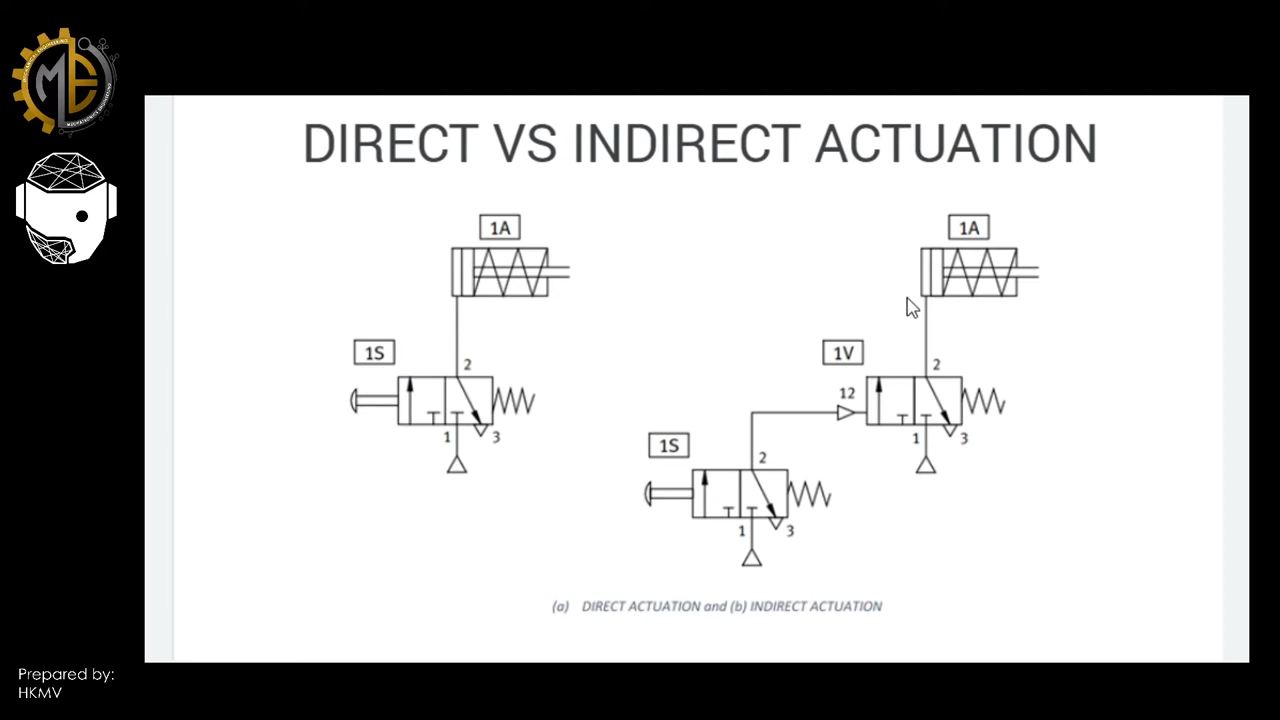 DIRECT VS INDIRECT ACTUATION
1A
1A
1S
2
1V
2
12
1
3
1S
1
3
2
1
3
(a) DIRECT ACTUATION and (b) INDIRECT ACTUATION
Prepared by:
HKMV